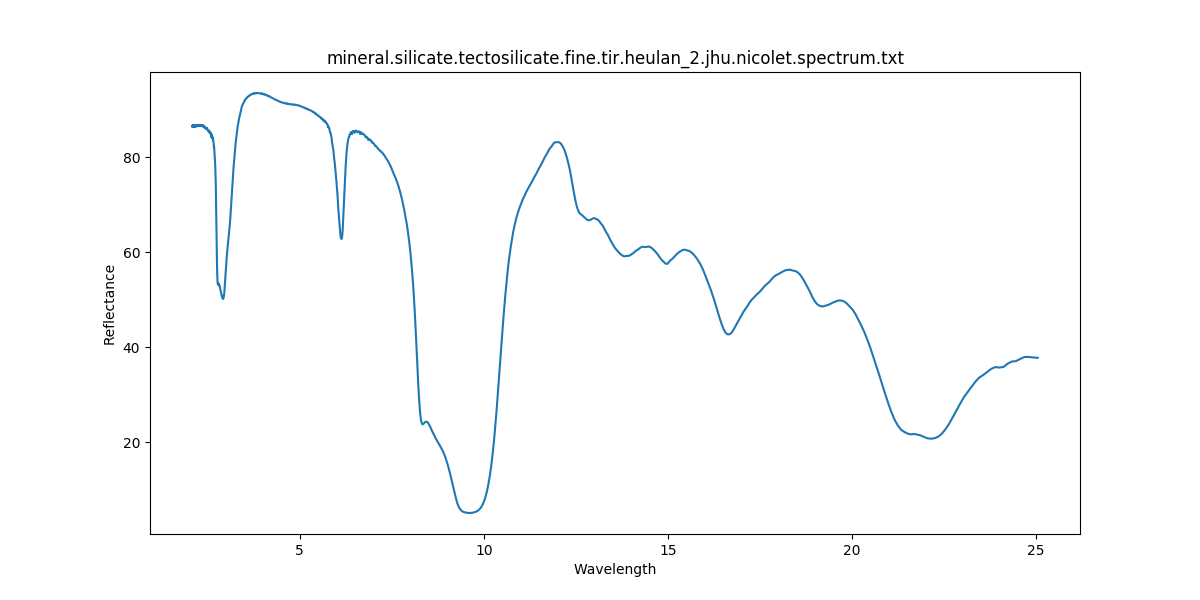 mineral.silicate.tectosilicate.fine.tir.heulan_2.jhu.nicolet.spectrum.txt
Reflectance
80
60
40
20
5 10 15 20 25
Wavelength